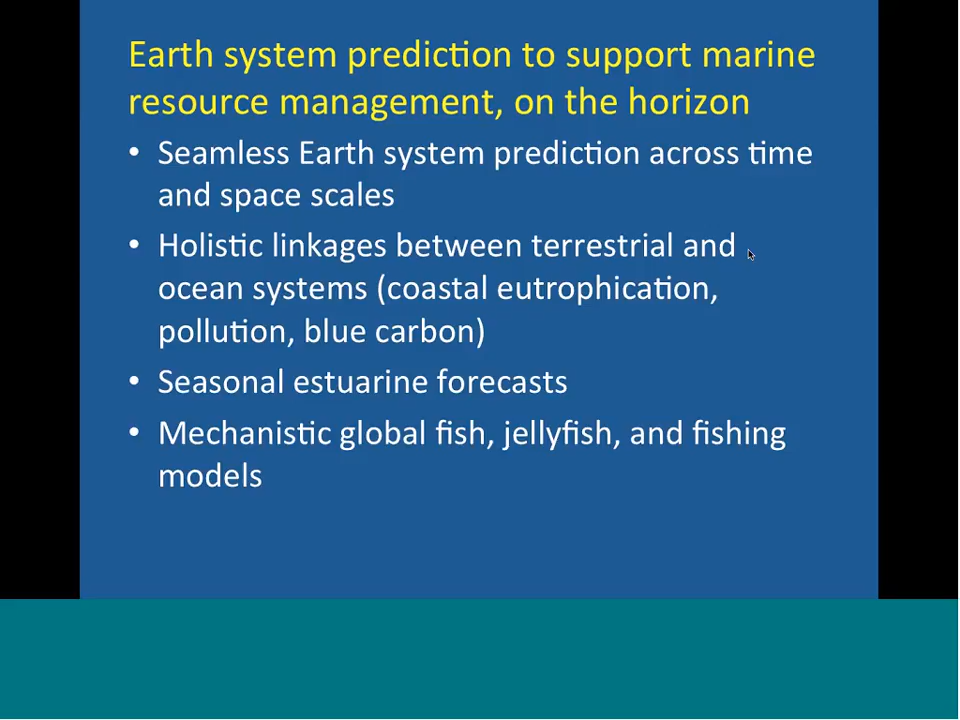 Earth system prediction to support marine
resource management, on the horizon
• Seamless Earth system prediction across time
and space scales
• Holistic linkages between terrestrial and
ocean systems (coastal eutrophication,
pollution, blue carbon)
• Seasonal estuarine forecasts
• Mechanistic global fish, jellyfish, and fishing
models